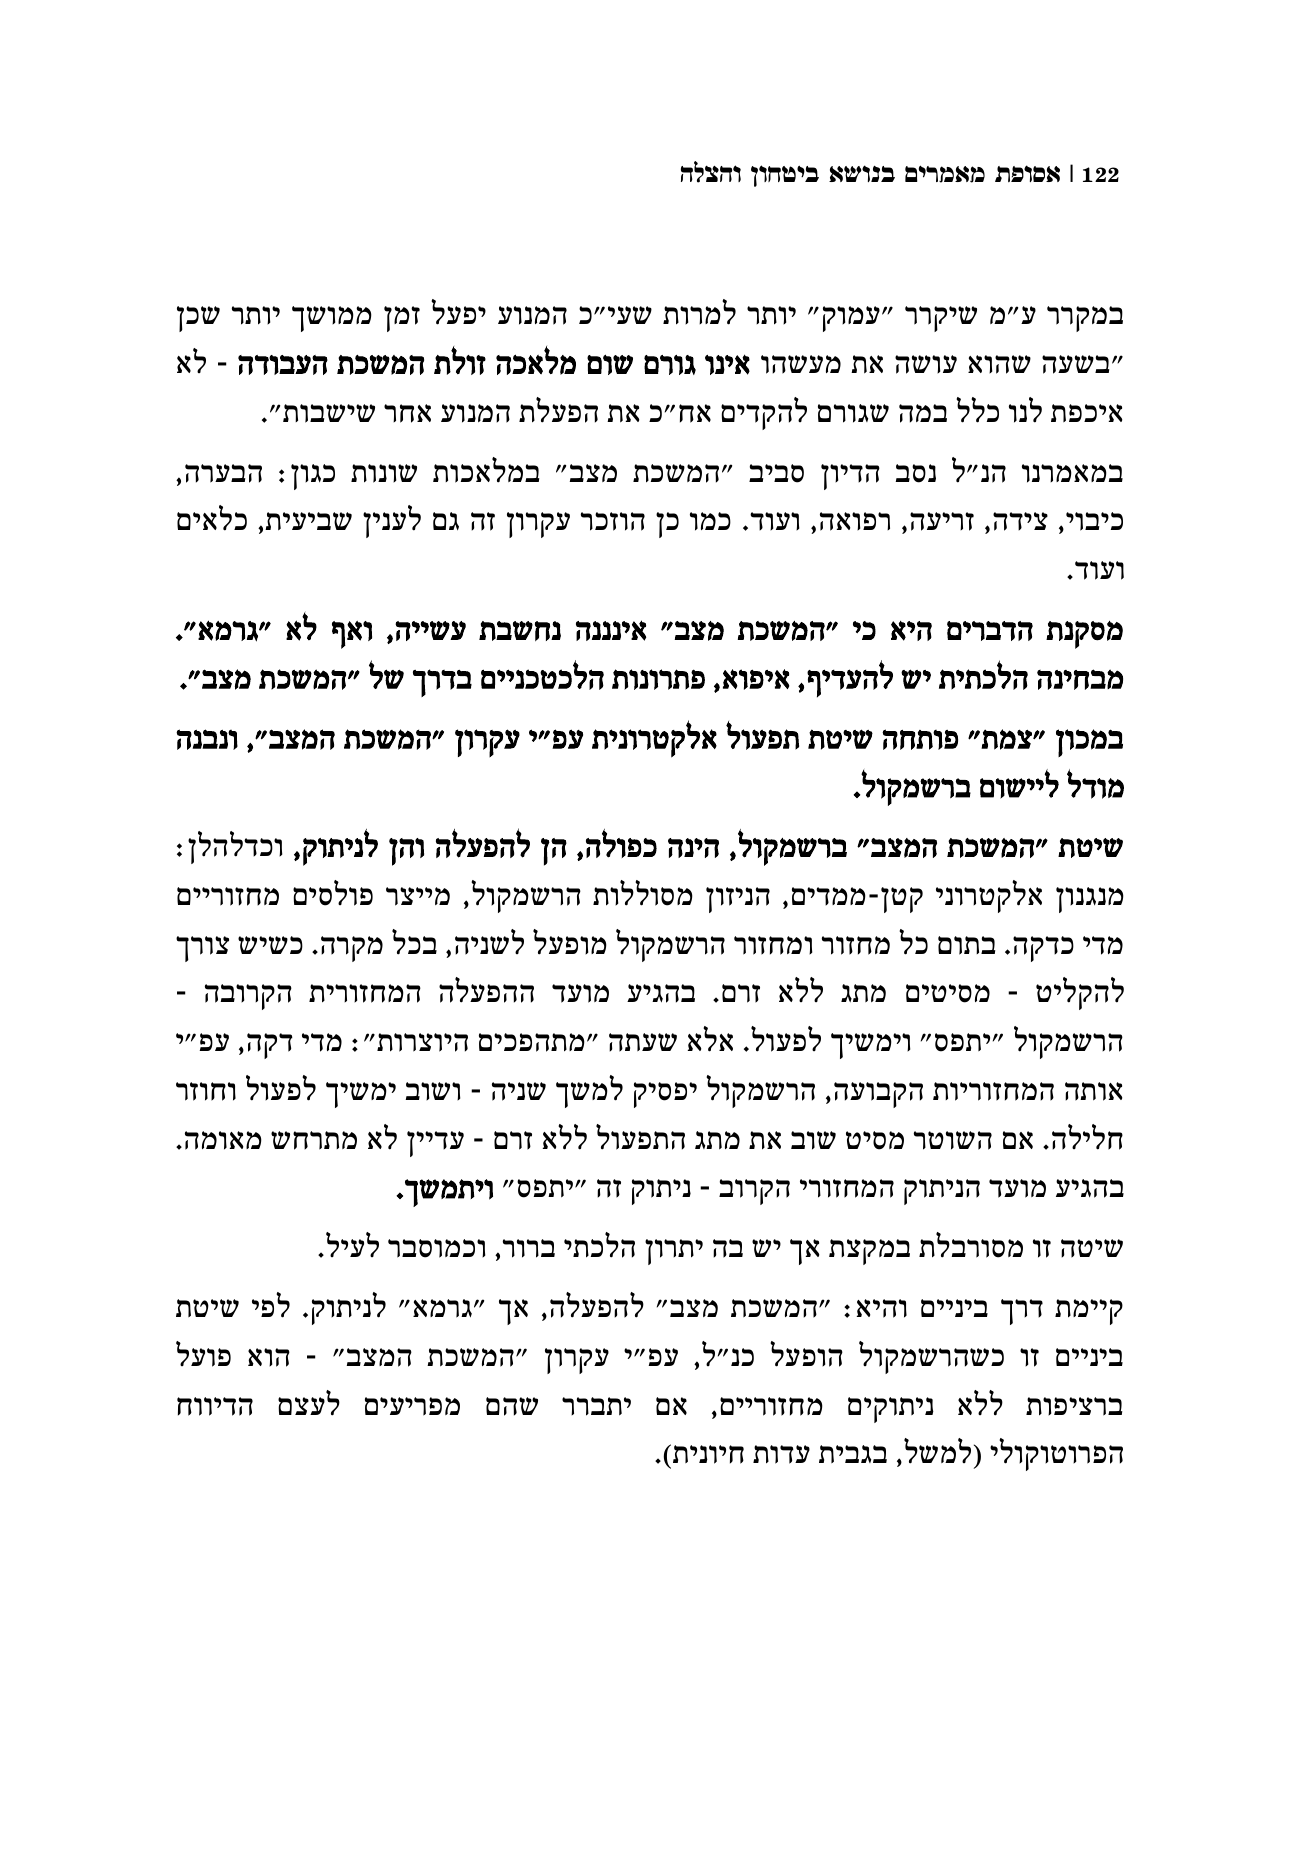 122 | אסופת מאמרים בנושא ביטחון והצלה
במקרר ע״מ שיקרר ״עמוק״ יותר למרות שעי״כ המנוע יפעל זמן ממושך יותר שכן
״בשעה שהוא עושה את מעשהו אינו גורם שום מלאכה זולת המשכת העבודה - לא
איכפת לנו כלל במה שגורם להקדים אח״כ את הפעלת המנוע אחר שישבות״.
במאמרנו הנ״ל נסב הדיון סביב ״המשכת מצב״ במלאכות שונות כגון: הבערה,
כיבוי, צידה, זריעה, רפואה, ועוד. כמו כן הוזכר עקרון זה גם לענין שביעית, כלאים
ועוד.
מסקנת הדברים היא כי ״המשכת מצב״ איננננה נחשבת עשייה, ואף לא ״גרמא״.
מבחינה הלכתית יש להעדיף, איפוא, פתרונות הלכטכניים בדרך של ״המשכת מצב״.
במכון ״צמת״ פותחה שיטת תפעול אלקטרונית עפ״י עקרון ״המשכת המצב״, ונבנה
מודל ליישום ברשמקול.
שיטת ״המשכת המצב״ ברשמקול, הינה כפולה, הן להפעלה והן לניתוק, וכדלהלן:
מנגנון אלקטרוני קטן-ממדים, הניזון מסוללות הרשמקול, מייצר פולסים מחזוריים
מדי כדקה. בתום כל מחזור ומחזור הרשמקול מופעל לשניה, בכל מקרה. כשיש צורך
להקליט - מסיטים מתג ללא זרם. בהגיע מועד ההפעלה המחזורית הקרובה -
הרשמקול ״יתפס״ וימשיך לפעול. אלא שעתה ״מתהפכים היוצרות״: מדי דקה, עפ״י
אותה המחזוריות הקבועה, הרשמקול יפסיק למשך שניה - ושוב ימשיך לפעול וחוזר
חלילה. אם השוטר מסיט שוב את מתג התפעול ללא זרם - עדיין לא מתרחש מאומה.
בהגיע מועד הניתוק המחזורי הקרוב - ניתוק זה ״יתפס״ ויתמשך.
שיטה זו מסורבלת במקצת אך יש בה יתרון הלכתי ברור, וכמוסבר לעיל.
קיימת דרך ביניים והיא: ״המשכת מצב״ להפעלה, אך ״גרמא״ לניתוק. לפי שיטת
ביניים זו כשהרשמקול הופעל כנ״ל, עפ״י עקרון ״המשכת המצב״ - הוא פועל
ברציפות ללא ניתוקים מחזוריים, אם יתברר שהם מפריעים לעצם הדיווח
הפרוטוקולי (למשל, בגבית עדות חיונית).